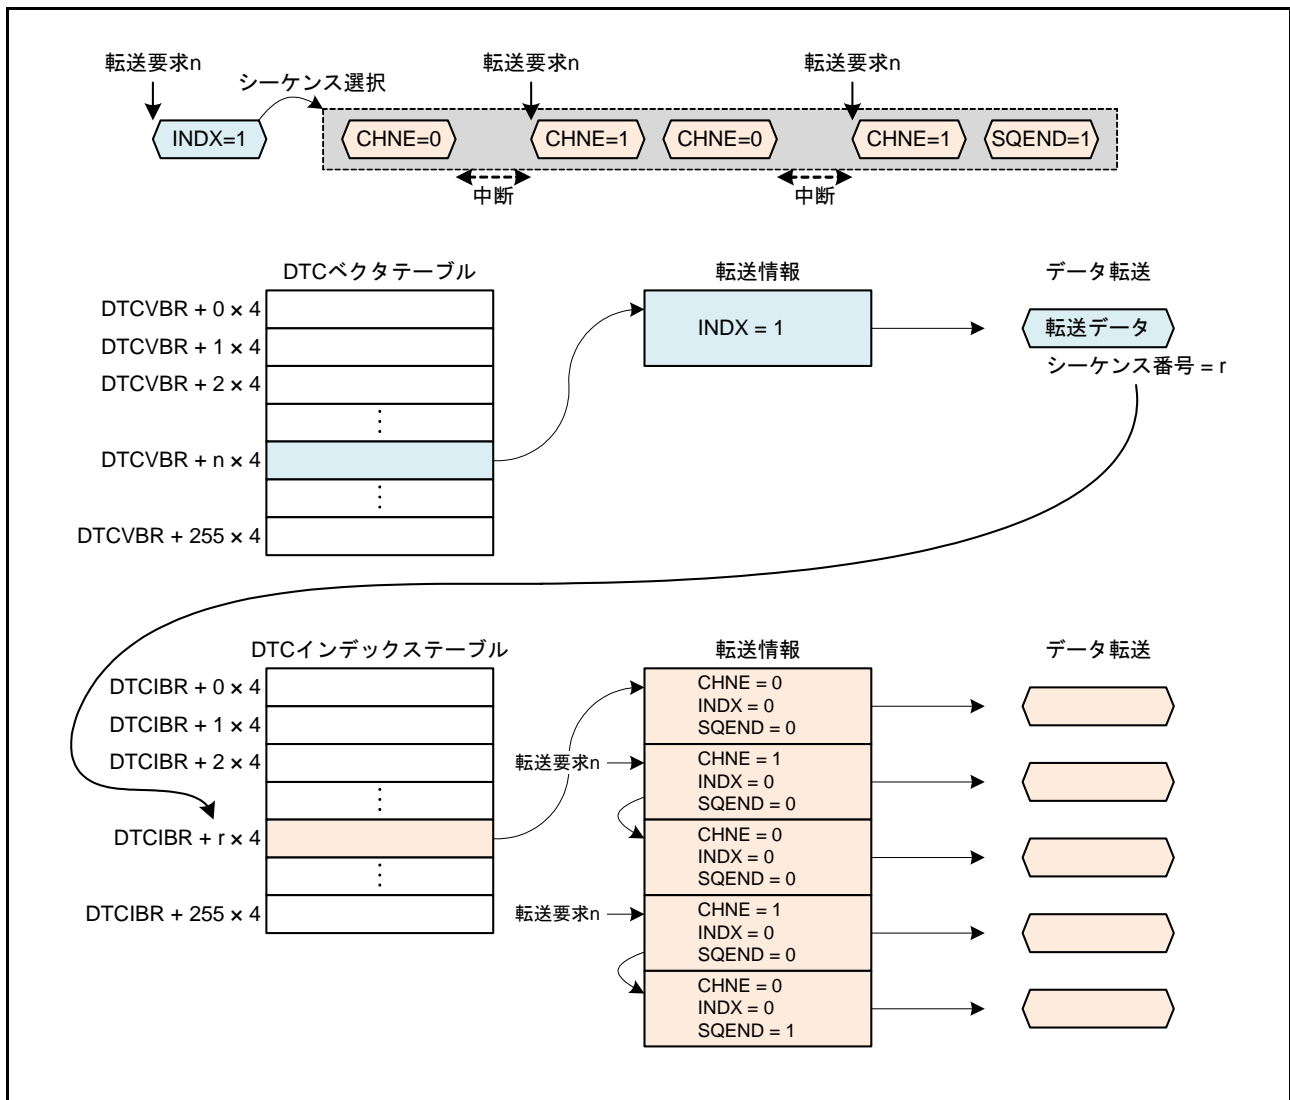 転送要求n 転送要求n 転送要求n
シーケンス選択
INDX=1 CHNE=0 CHNE=1 CHNE=0 CHNE=1 SQEND=1
中断 中断
DTCベクタテーブル 転送情報 データ転送
DTCVBR + 0 × 4
INDX = 1 転送データ
DTCVBR + 1 × 4
シーケンス番号 = r
DTCVBR + 2 × 4
⋮
DTCVBR + n × 4
⋮
DTCVBR + 255 × 4
DTCインデックステーブル 転送情報 データ転送
DTCIBR + 0 × 4
DTCIBR + 1 × 4
DTCIBR + 2 × 4
⋮
DTCIBR + r × 4
⋮
DTCIBR + 255 × 4
CHNE = 0
INDX = 0
SQEND = 0
転送要求n
CHNE = 1
INDX = 0
SQEND = 0
CHNE = 0
INDX = 0
SQEND = 0
転送要求n
CHNE = 1
INDX = 0
SQEND = 0
CHNE = 0
INDX = 0
SQEND = 1